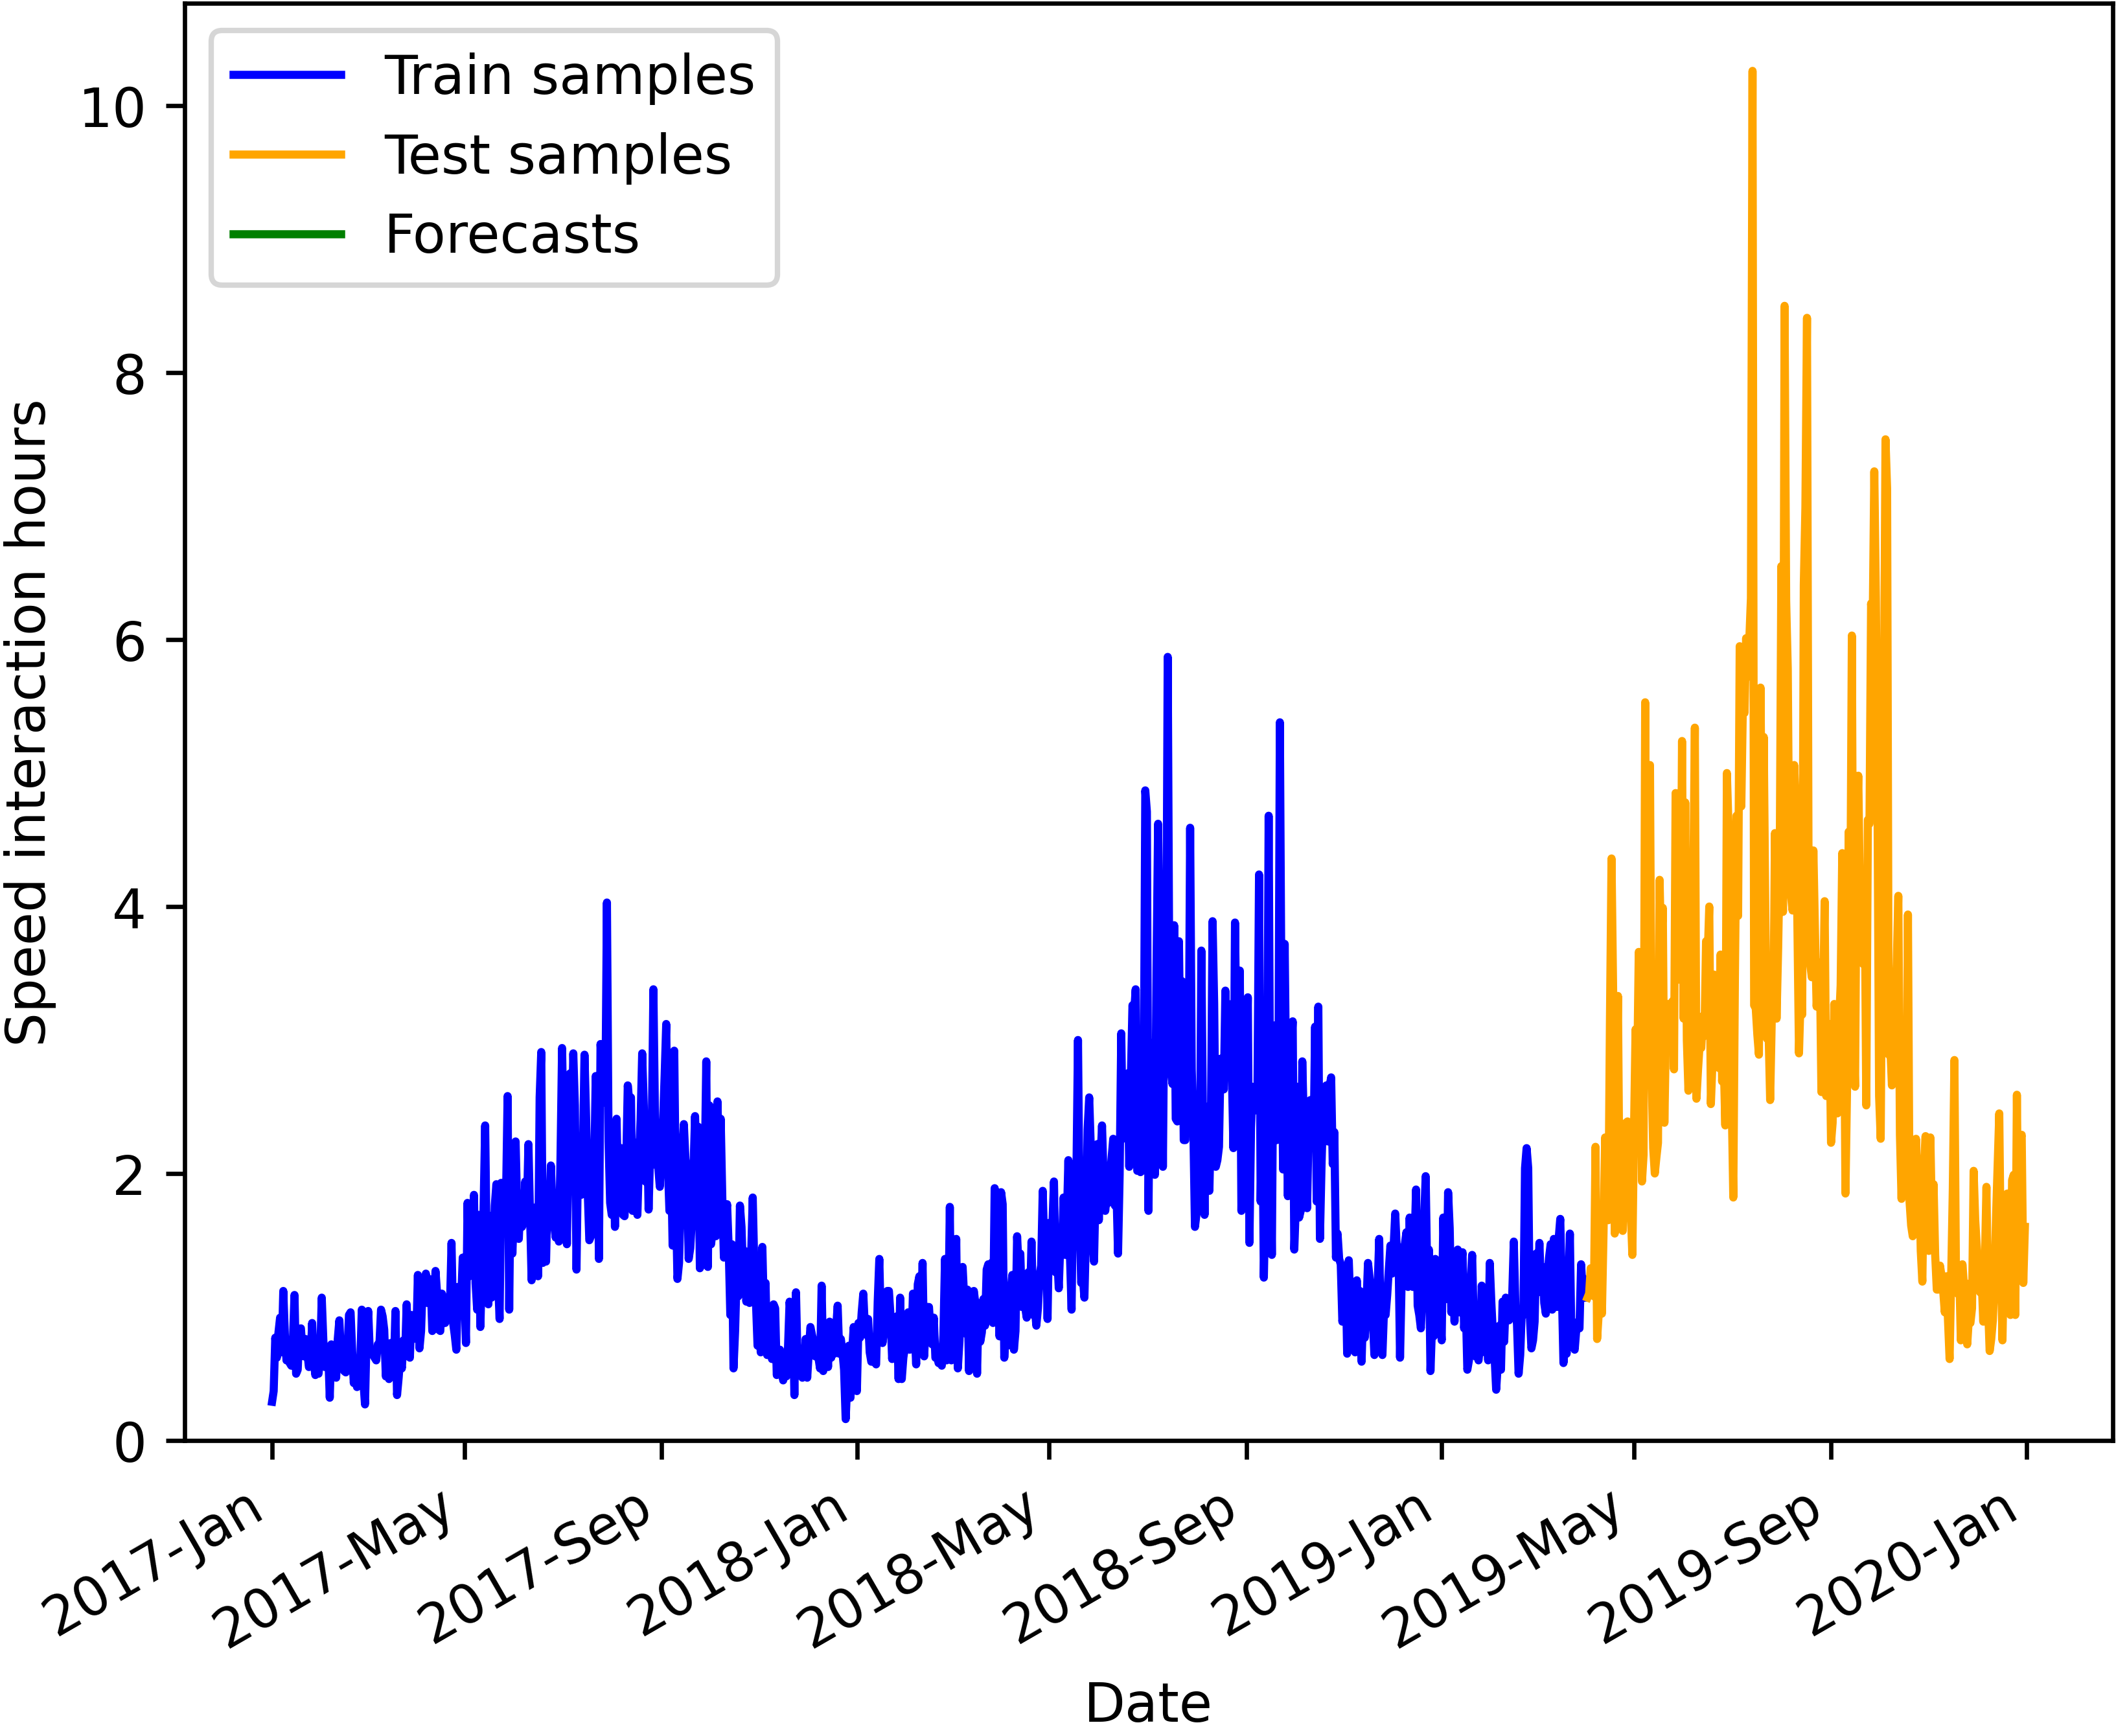 Train samples
Test samples
Forecasts
Speed interaction hours
10
8
6
4
2
0
2017-Jan
2017-May
2017-Sep
2018-Jan
2018-May
2018-Sep
2019-Jan
2019-May
2019-Sep
2020-Jan
Date